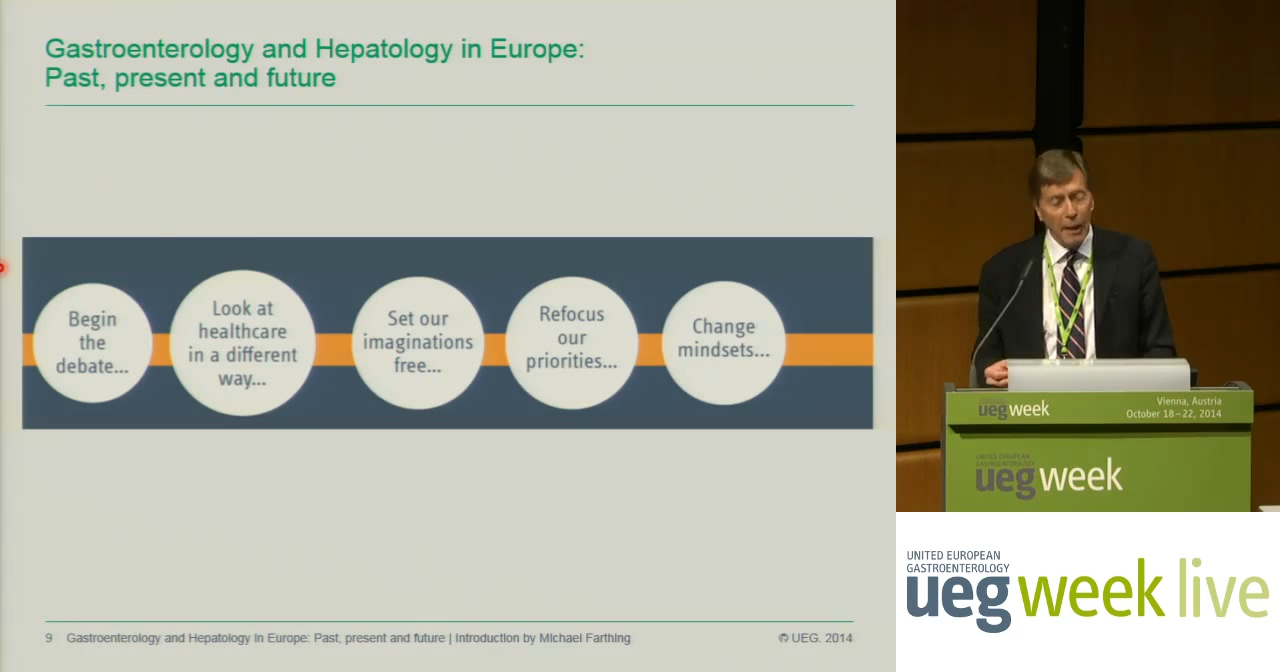 Gastroenterology and Hepatology in Europe:
Past, present and future
Begin
the
debate...
Look at
healthcare
in a different
way...
Set our
imaginations
free...
Refocus
our
priorities...
Change
mindsets...
9 Gastroenterology and Hepatology in Europe: Past, present and future | Introduction by Michael Farthing
© UEG. 2014
ueg week
Vienna, Austria
October 18–22, 2014
UNITED EUROPEAN
GASTROENTEROLOGY
ueg week
UNITED EUROPEAN
GASTROENTEROLOGY
ueg week live